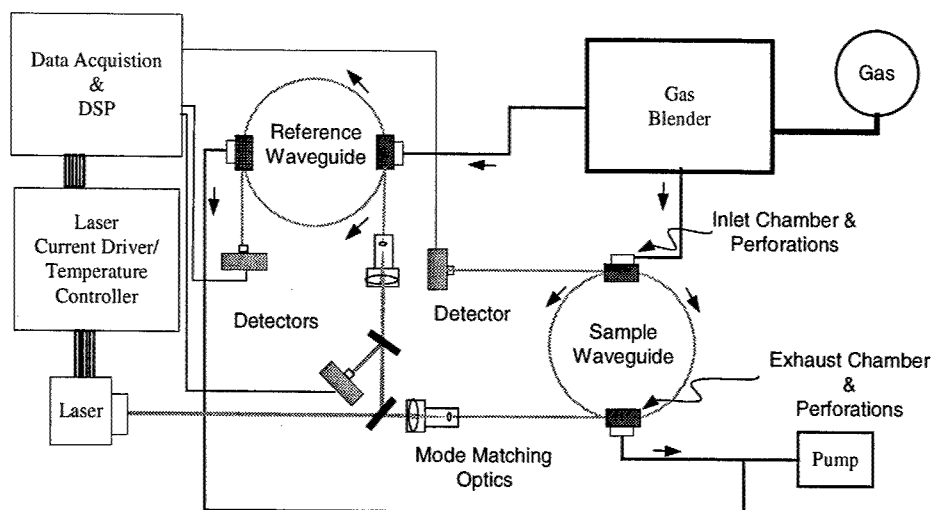 Data Acquistion
&
DSP
Laser
Current Driver/
Temperature
Controller
Laser
Reference
Waveguide
Gas
Blender
Gas
Inlet Chamber &
Perforations
Detectors
Detector
Sample
Waveguide
Exhaust Chamber
&
Perforations
Mode Matching
Optics
Pump